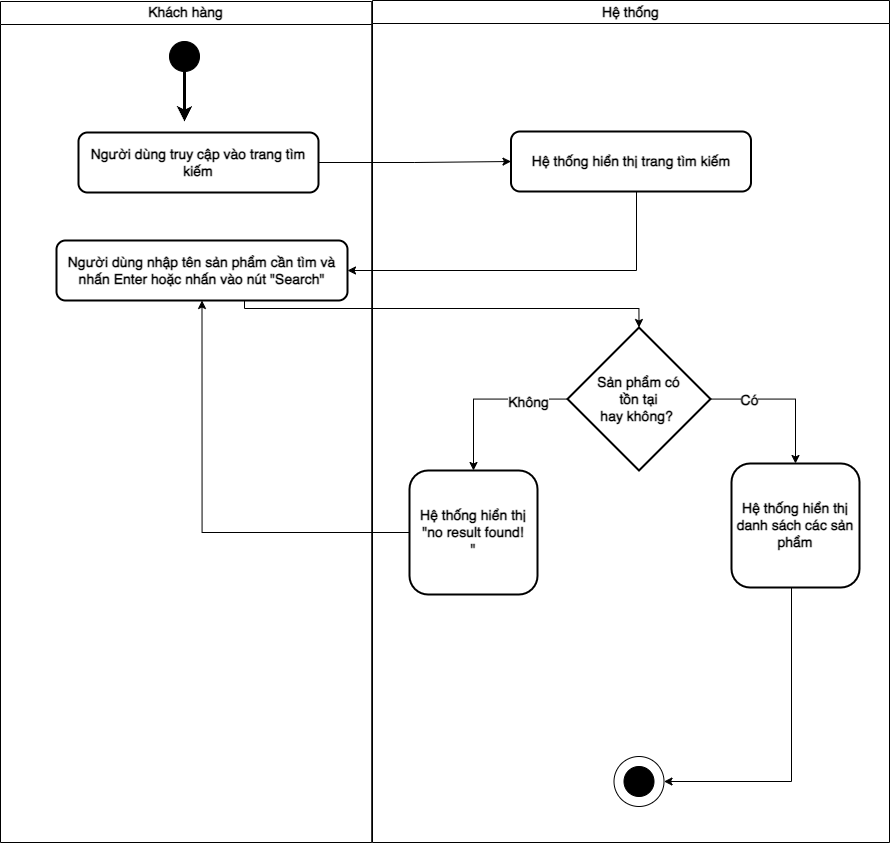 Khách hàng
Hệ thống
Người dùng truy cập vào trang tìm
kiếm
Hệ thống hiển thị trang tìm kiếm
Người dùng nhập tên sản phẩm cần tìm và
nhấn Enter hoặc nhấn vào nút "Search"
Sản phẩm có
tồn tại
hay không?
Không
Có
Hệ thống hiển thị
"no result found!
"
Hệ thống hiển thị
danh sách các sản
phẩm